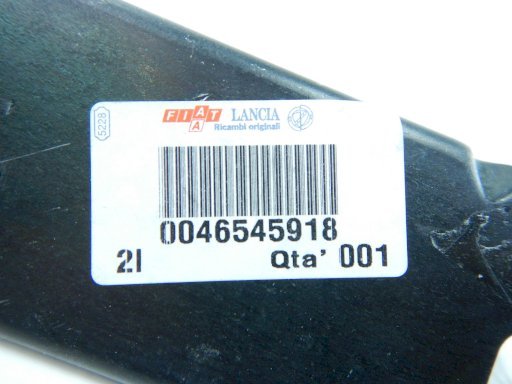 5228
FIAT LANCIA
A
Ricambi originali
0046545918
2I Qta' 001